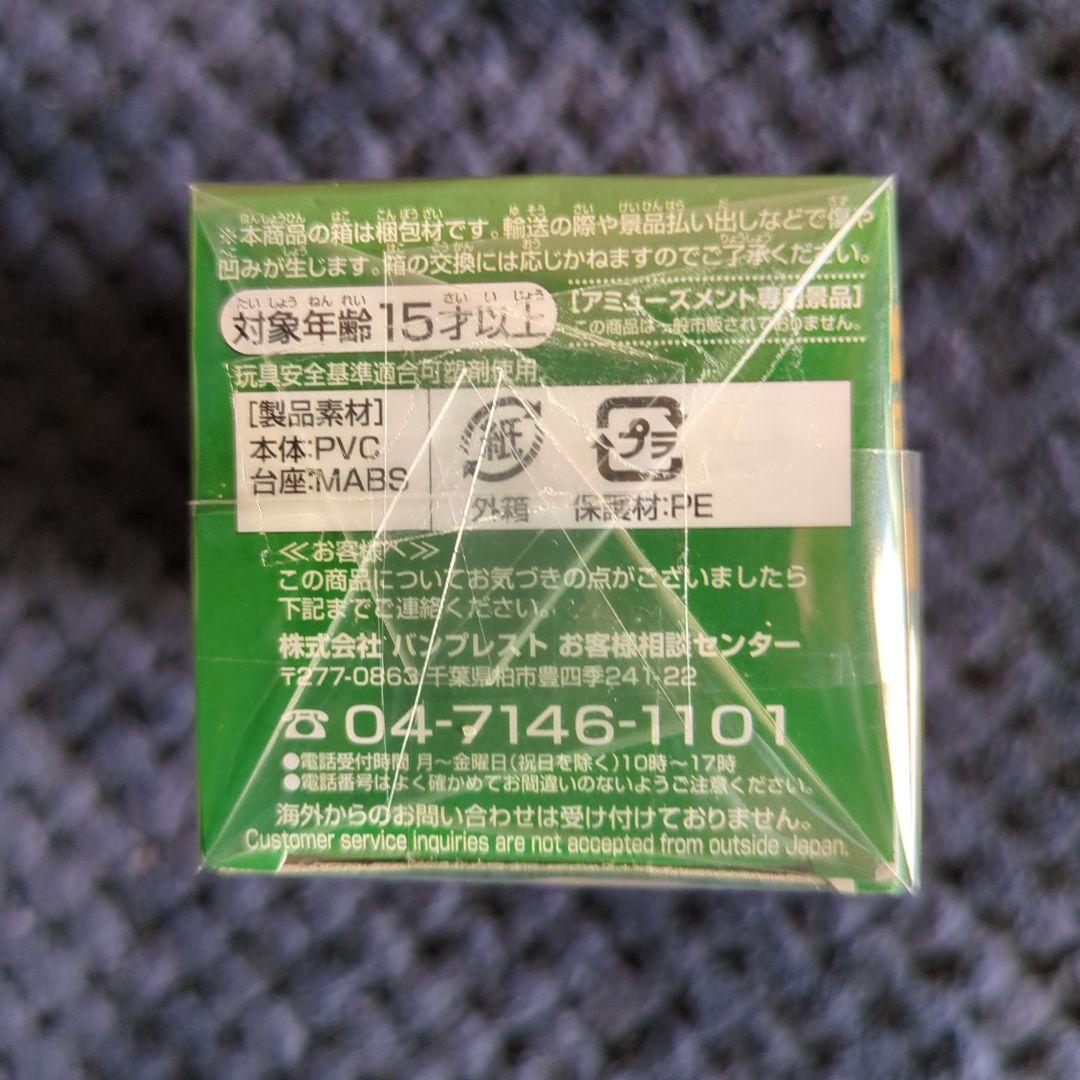 ※本商品の箱は梱包材です。輸送の際や景品払い出しなどで傷や
凹みが生じます。箱の交換には応じかねますのでご了承ください。
対象年齢15才以上
[アミューズメント専用景品]
この商品は一般市販されておりません。
玩具安全基準適合可塑剤使用
[製品素材]
本体:PVC
台座:MABS
紙
外箱
プラ
保護材:PE
≪お客様へ≫
この商品についてお気づきの点がございましたら
下記までご連絡ください。
株式会社 バンプレスト お客様相談センター
〒277-0863 千葉県柏市豊四季241-22
☎04-7146-1101
●電話受付時間 月～金曜日(祝日を除く)10時～17時
●電話番号はよく確かめてお間違いのないようご注意ください。
海外からのお問い合わせは受け付けておりません。
Customer service inquiries are not accepted from outside Japan.